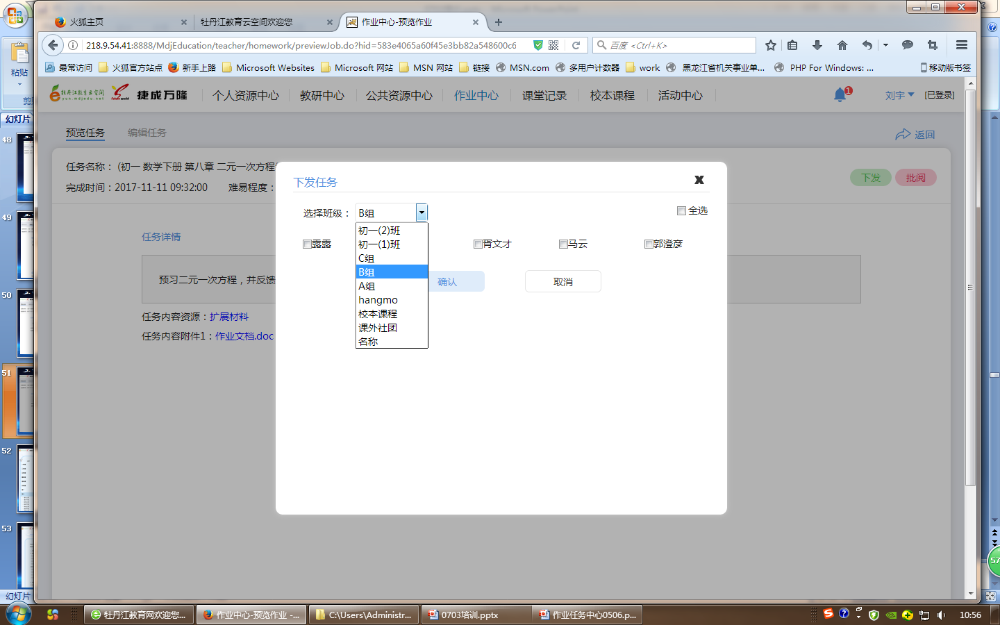 火狐主页
牡丹江教育云空间欢迎您
作业中心-预览作业
218.9.54.41:8888/MdjEducation/teacher/homework/previewJob.do?hid=583e4065a60f45e3bb82a548600c6
百度 <Ctrl+K>
最常访问 火狐官方站点 新手上路 Microsoft Websites Microsoft 网站 MSN 网站 链接 MSN.com 多用户计数器 work 黑龙江省机关事业单... PHP For Windows: ... 移动版书签
粘贴
幻灯片
48
49
50
51
52
53
幻灯片
牡丹江教育云空间
yun.mdjedu.net
Future world
捷成万隆
个人资源中心 教研中心 公共资源中心 作业中心 课堂记录 校本课程 活动中心
1
刘宇 [已登录]
预览任务 编辑任务
返回
任务名称： (初一 数学下册 第八章 二元一次方程
完成时间：2017-11-11 09:32:00 难易程度：
下发 批阅
任务详情
预习二元一次方程，并反馈
任务内容资源：扩展材料
任务内容附件1：作业文档.doc
下发任务
X
选择班级： B组
全选
初一(2)班
初一(1)班
C组
B组
A组
hangmo
校本课程
课外社团
名称
露露 胥文才 马云 郭澄彦
确认 取消
57
牡丹江教育网欢迎您...
作业中心-预览作业 -...
C:\Users\Administr...
0703培训.pptx
作业任务中心0506.p...
10:56